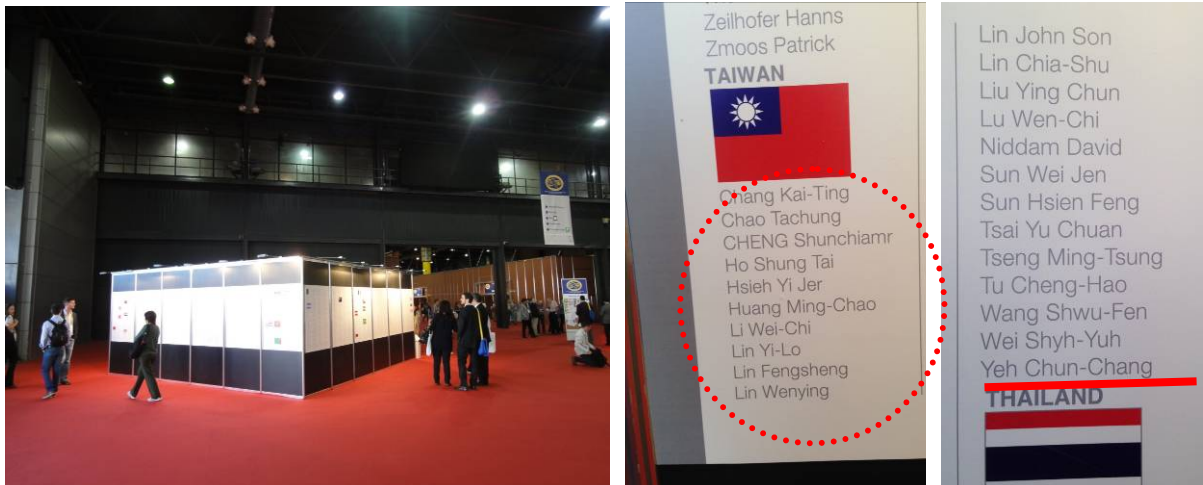 Zeilhofer Hanns
Zmoos Patrick
TAIWAN
Chang Kai-Ting
Chao Tachung
CHENG Shunchiamr
Ho Shung Tai
Hsieh Yi Jer
Huang Ming-Chao
Li Wei-Chi
Lin Yi-Lo
Lin Fengsheng
Lin Wenying
Lin John Son
Lin Chia-Shu
Liu Ying Chun
Lu Wen-Chi
Niddam David
Sun Wei Jen
Sun Hsien Feng
Tsai Yu Chuan
Tseng Ming-Tsung
Tu Cheng-Hao
Wang Shwu-Fen
Wei Shyh-Yuh
Yeh Chun-Chang
THAILAND